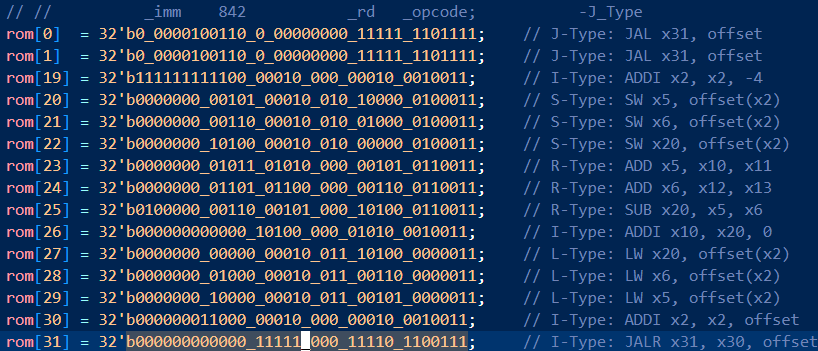 // //            _imm    842           _rd   _opcode;          -J_Type
rom[0]  = 32'b0_0000100110_0_00000000_11111_1101111;    // J-Type: JAL x31, offset
rom[1]  = 32'b0_0000100110_0_00000000_11111_1101111;    // J-Type: JAL x31, offset
rom[19] = 32'b111111111100_00010_000_00010_0010011;     // I-Type: ADDI x2, x2, -4
rom[20] = 32'b0000000_00101_00010_010_10000_0100011;    // S-Type: SW x5, offset(x2)
rom[21] = 32'b0000000_00110_00010_010_01000_0100011;    // S-Type: SW x6, offset(x2)
rom[22] = 32'b0000000_10100_00010_010_00000_0100011;    // S-Type: SW x20, offset(x2)
rom[23] = 32'b0000000_01011_01010_000_00101_0110011;    // R-Type: ADD x5, x10, x11
rom[24] = 32'b0000000_01101_01100_000_00110_0110011;    // R-Type: ADD x6, x12, x13
rom[25] = 32'b0100000_00110_00101_000_10100_0110011;    // R-Type: SUB x20, x5, x6
rom[26] = 32'b000000000000_10100_000_01010_0010011;     // I-Type: ADDI x10, x20, 0
rom[27] = 32'b0000000_00000_00010_011_10100_0000011;    // L-Type: LW x20, offset(x2)
rom[28] = 32'b0000000_01000_00010_011_00110_0000011;    // L-Type: LW x6, offset(x2)
rom[29] = 32'b0000000_10000_00010_011_00101_0000011;    // L-Type: LW x5, offset(x2)
rom[30] = 32'b000000011000_00010_000_00010_0010011;     // I-Type: ADDI x2, x2, offset
rom[31] = 32'b000000000000_11111_000_11110_1100111;     // I-Type: JALR x31, x30, offset